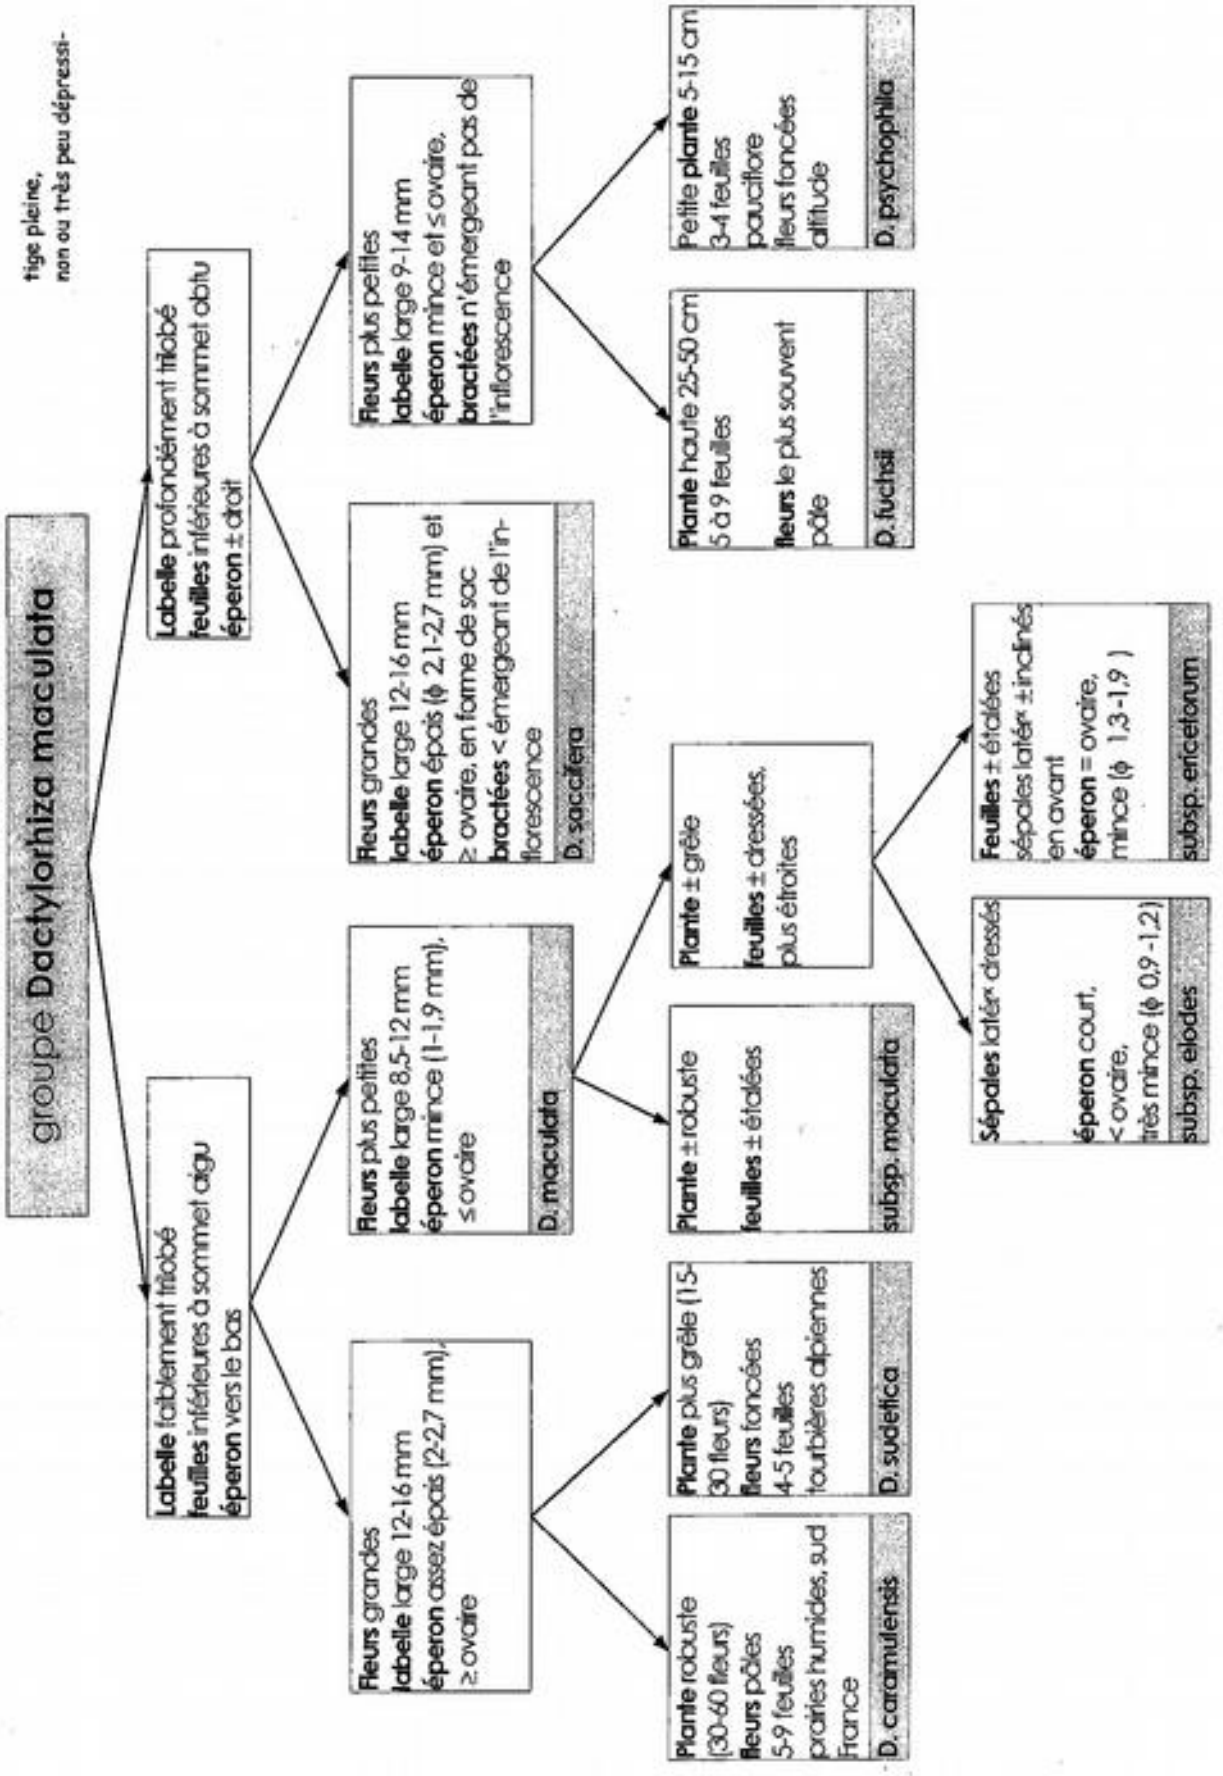 groupe Dactylorhiza maculata
tige pleine,
non ou très peu dépressi-
Labelle faiblement trilobé
feuilles inférieures à sommet aigu
éperon vers le bas
Labelle profondément trilobé
feuilles inférieures à sommet obtu
éperon ± droit
Fleurs grandes
labelle large 12-16 mm
éperon assez épais (2-2,7 mm),
≥ ovaire
Fleurs plus petites
labelle large 8,5-12 mm
éperon mince (1-1,9 mm),
≤ ovaire
D. maculata
Fleurs grandes
labelle large 12-16 mm
éperon épais (ϕ 2,1-2,7 mm) et
≥ ovaire, en forme de sac
bractées < émergeant de l'in-
florescence
D. saccifera
Fleurs plus petites
labelle large 9-14 mm
éperon mince et ≤ ovaire,
bractées n'émergeant pas de
l'inflorescence
Plante robuste
(30-60 fleurs)
fleurs pâles
5-9 feuilles
prairies humides, sud
France
D. caramulensis
Plante plus grêle (15-
30 fleurs)
fleurs foncées
4-5 feuilles
tourbières alpiennes
D. sudetica
Plante ± robuste
feuilles ± étalées
subsp. maculata
Plante ± grêle
feuilles ± dressées,
plus étroites
Plante haute 25-50 cm
5 à 9 feuilles
fleurs le plus souvent
pâle
D. fuchsii
Petite plante 5-15 cm
3-4 feuilles
pauciflore
fleurs foncées
altitude
D. psychophila
Sépales latérx dressés
éperon court,
< ovaire,
très mince (ϕ 0,9 -1,2)
subsp. elodes
Feuilles ± étalées
sépales latérx ± inclinés
en avant
éperon = ovaire,
mince (ϕ 1,3 -1,9 )
subsp. ericetorum